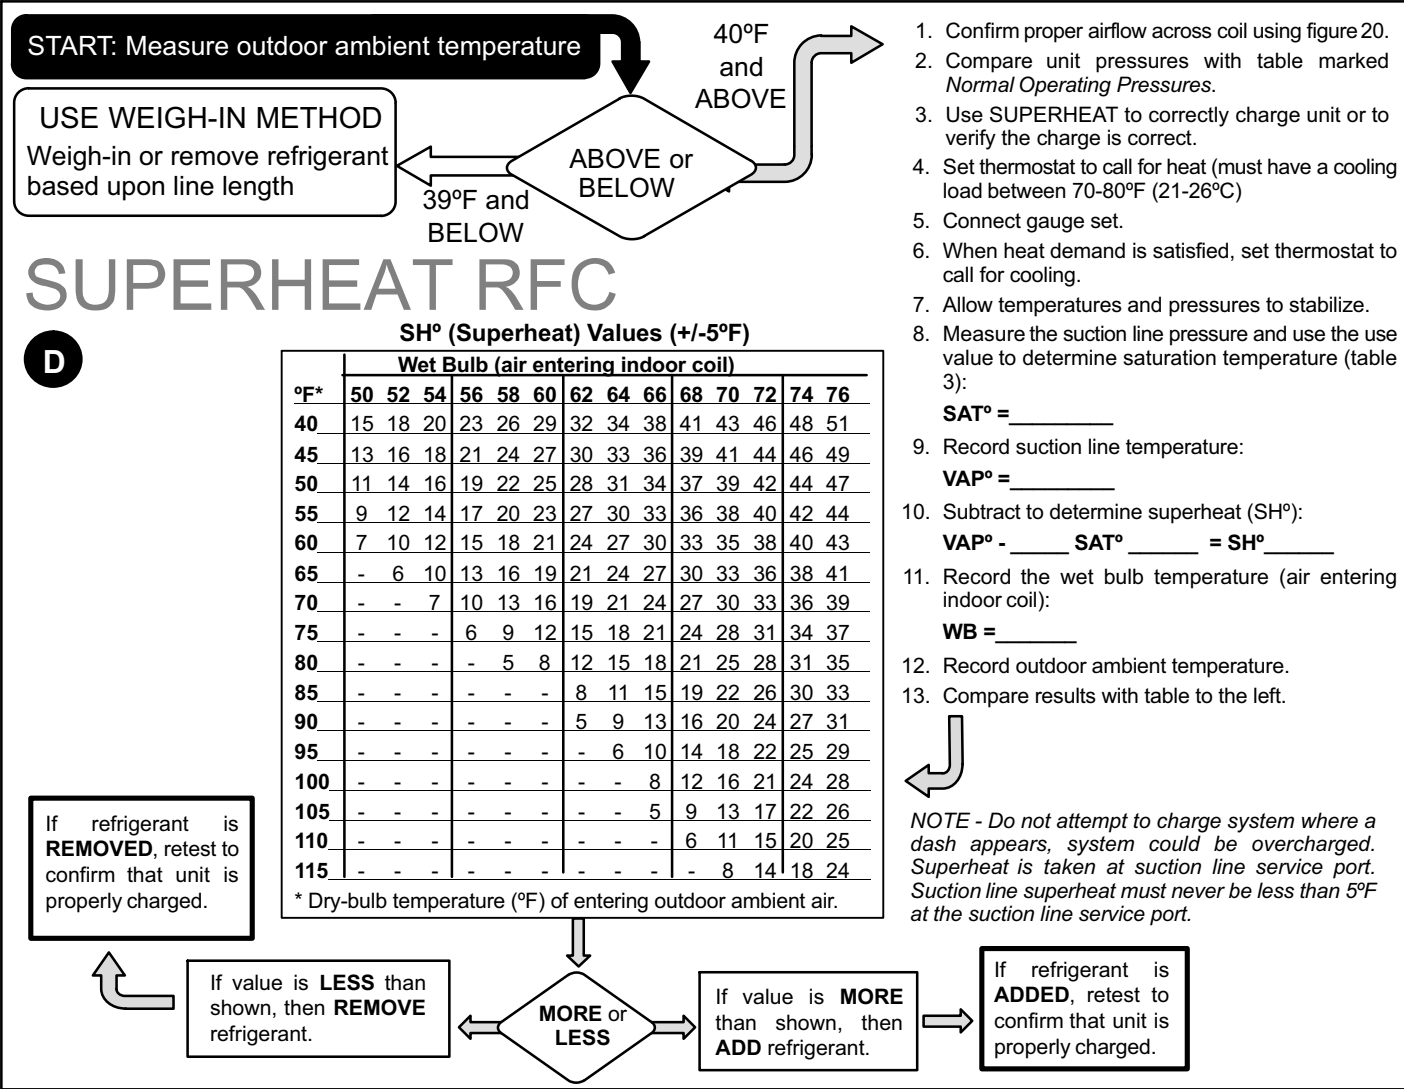 START: Measure outdoor ambient temperature
40ºF
and
ABOVE
USE WEIGH-IN METHOD
Weigh-in or remove refrigerant
based upon line length
ABOVE or
BELOW
39ºF and
BELOW
SUPERHEAT RFC
D
1. Confirm proper airflow across coil using figure 20.
2. Compare unit pressures with table marked
Normal Operating Pressures.
3. Use SUPERHEAT to correctly charge unit or to
verify the charge is correct.
4. Set thermostat to call for heat (must have a cooling
load between 70-80ºF (21-26ºC)
5. Connect gauge set.
6. When heat demand is satisfied, set thermostat to
call for cooling.
7. Allow temperatures and pressures to stabilize.
8. Measure the suction line pressure and use the use
value to determine saturation temperature (table
3):
SATº =_________
9. Record suction line temperature:
VAPº =_________
10. Subtract to determine superheat (SHº):
VAPº - _____ SATº ______ = SHº______
11. Record the wet bulb temperature (air entering
indoor coil):
WB =_______
12. Record outdoor ambient temperature.
13. Compare results with table to the left.
SHº (Superheat) Values (+/-5ºF)
Wet Bulb (air entering indoor coil)
ºF* 50 52 54 56 58 60 62 64 66 68 70 72 74 76
40 15 18 20 23 26 29 32 34 38 41 43 46 48 51
45 13 16 18 21 24 27 30 33 36 39 41 44 46 49
50 11 14 16 19 22 25 28 31 34 37 39 42 44 47
55 9 12 14 17 20 23 27 30 33 36 38 40 42 44
60 7 10 12 15 18 21 24 27 30 33 35 38 40 43
65 - 6 10 13 16 19 21 24 27 30 33 36 38 41
70 - - 7 10 13 16 19 21 24 27 30 33 36 39
75 - - - 6 9 12 15 18 21 24 28 31 34 37
80 - - - - 5 8 12 15 18 21 25 28 31 35
85 - - - - - - 8 11 15 19 22 26 30 33
90 - - - - - - 5 9 13 16 20 24 27 31
95 - - - - - - - 6 10 14 18 22 25 29
100 - - - - - - - - 8 12 16 21 24 28
105 - - - - - - - - 5 9 13 17 22 26
110 - - - - - - - - - 6 11 15 20 25
115 - - - - - - - - - - 8 14 18 24
* Dry-bulb temperature (ºF) of entering outdoor ambient air.
NOTE - Do not attempt to charge system where a
dash appears, system could be overcharged.
Superheat is taken at suction line service port.
Suction line superheat must never be less than 5ºF
at the suction line service port.
If refrigerant is
REMOVED, retest to
confirm that unit is
properly charged.
If value is LESS than
shown, then REMOVE
refrigerant.
MORE or
LESS
If value is MORE
than shown, then
ADD refrigerant.
If refrigerant is
ADDED, retest to
confirm that unit is
properly charged.